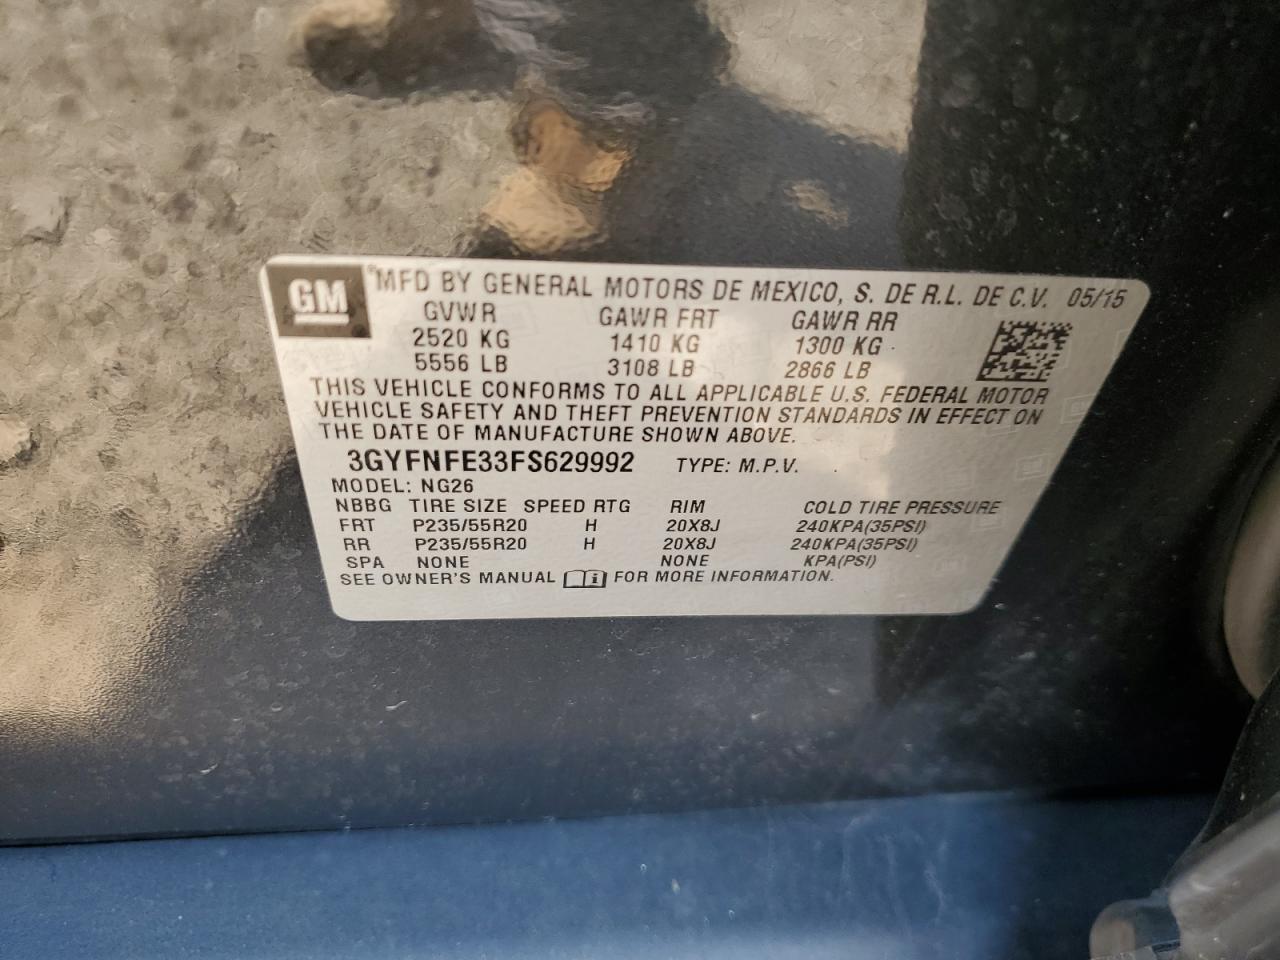 GM
®MFD BY GENERAL MOTORS DE MEXICO, S. DE R.L. DE C.V. 05/15
GVWR GAWR FRT GAWR RR
2520 KG 1410 KG 1300 KG
5556 LB 3108 LB 2866 LB
THIS VEHICLE CONFORMS TO ALL APPLICABLE U.S. FEDERAL MOTOR
VEHICLE SAFETY AND THEFT PREVENTION STANDARDS IN EFFECT ON
THE DATE OF MANUFACTURE SHOWN ABOVE.
3GYFNFE33FS629992 TYPE: M.P.V.
MODEL: NG26
NBBG TIRE SIZE SPEED RTG RIM COLD TIRE PRESSURE
FRT P235/55R20 H 20X8J 240KPA(35PSI)
RR P235/55R20 H 20X8J 240KPA(35PSI)
SPA NONE NONE KPA(PSI)
SEE OWNER'S MANUAL FOR MORE INFORMATION.